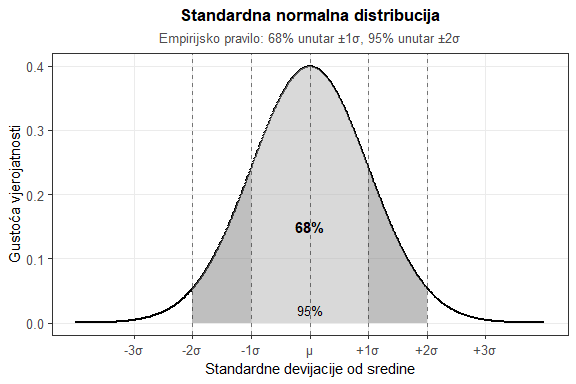 Standardna normalna distribucija
Empirijsko pravilo: 68% unutar ±1σ, 95% unutar ±2σ
Gustoća vjerojatnosti
0.4
0.3
0.2
0.1
0.0
68%
95%
-3σ -2σ -1σ μ +1σ +2σ +3σ
Standardne devijacije od sredine